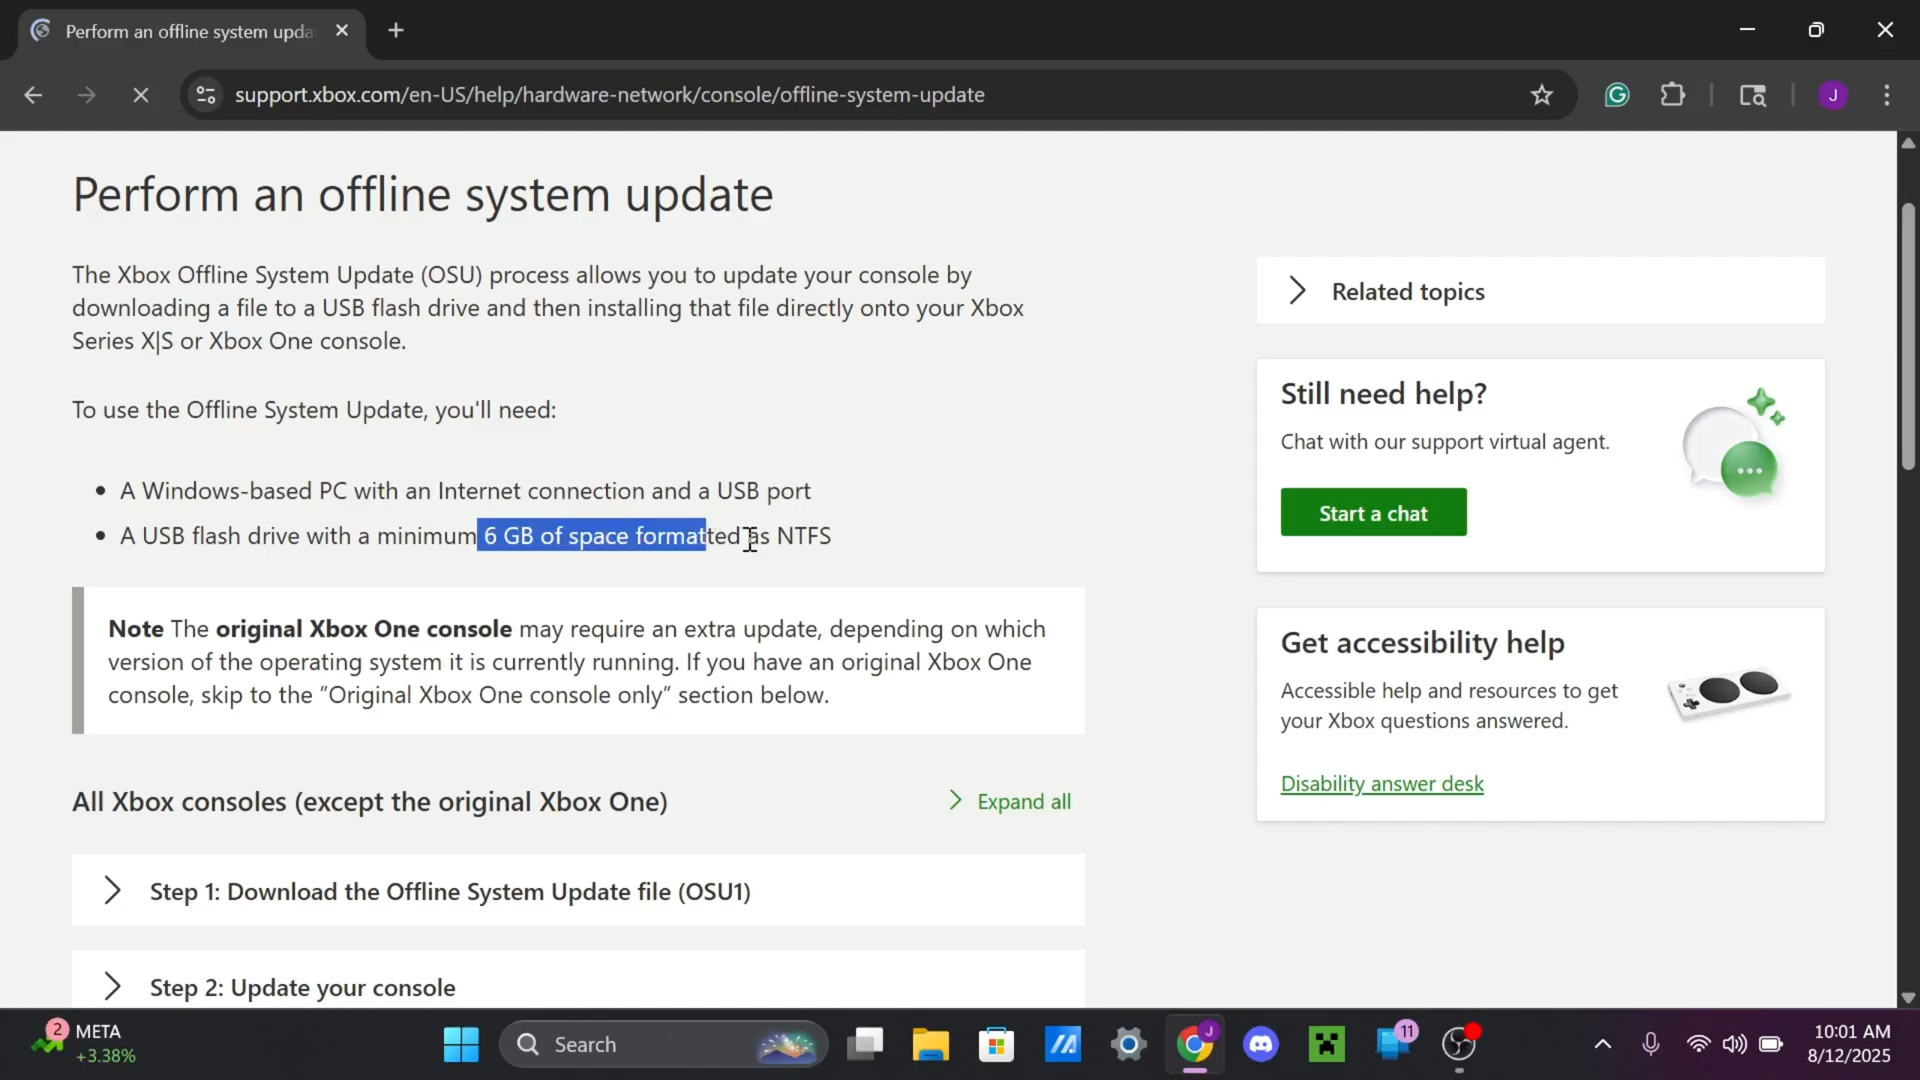 Perform an offline system upda
support.xbox.com/en-US/help/hardware-network/console/offline-system-update
J
Perform an offline system update
The Xbox Offline System Update (OSU) process allows you to update your console by
downloading a file to a USB flash drive and then installing that file directly onto your Xbox
Series X|S or Xbox One console.
To use the Offline System Update, you'll need:
• A Windows-based PC with an Internet connection and a USB port
• A USB flash drive with a minimum 6 GB of space formatted as NTFS
Note The original Xbox One console may require an extra update, depending on which
version of the operating system it is currently running. If you have an original Xbox One
console, skip to the "Original Xbox One console only" section below.
All Xbox consoles (except the original Xbox One)
Expand all
Step 1: Download the Offline System Update file (OSU1)
Step 2: Update your console
Related topics
Still need help?
Chat with our support virtual agent.
Start a chat
Get accessibility help
Accessible help and resources to get
your Xbox questions answered.
Disability answer desk
2
META
+3.38%
Search
J
11
10:01 AM
8/12/2025